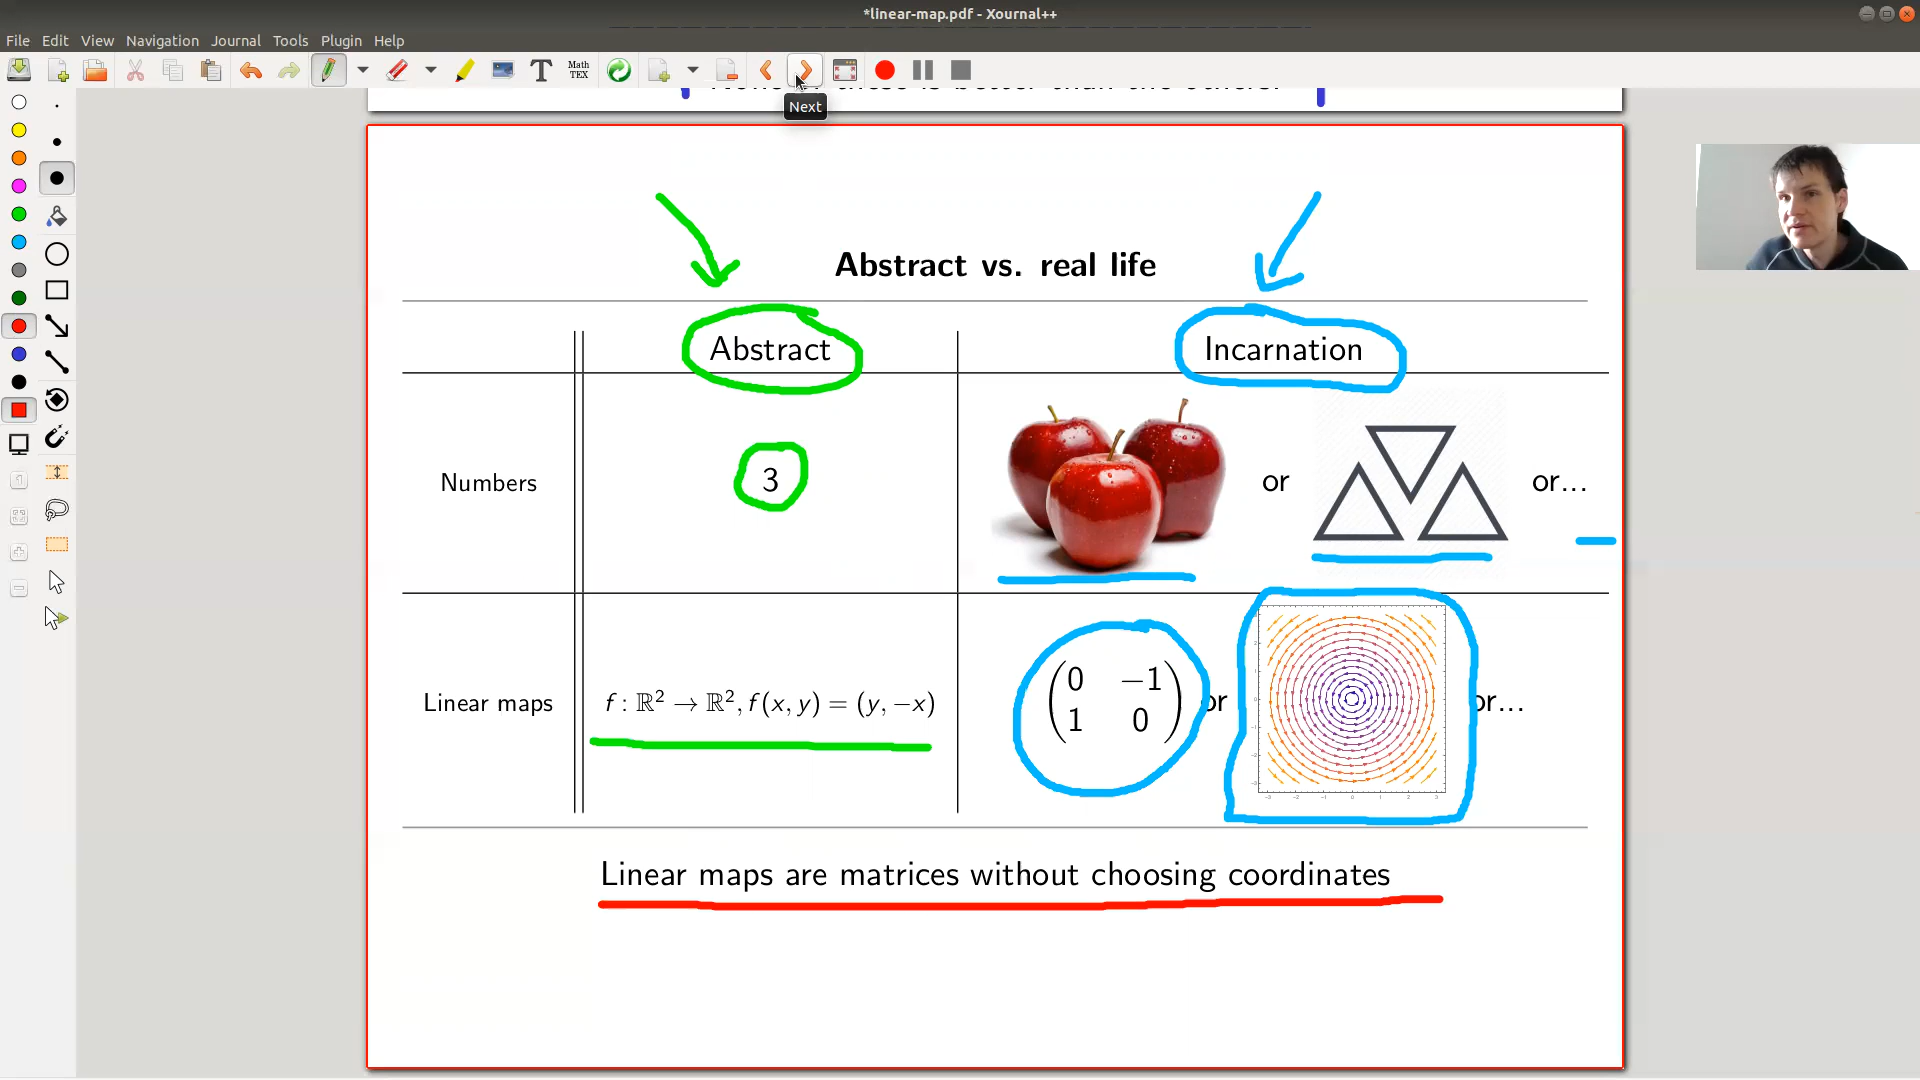 *linear-map.pdf - Xournal++
File Edit View Navigation Journal Tools Plugin Help
T Math TEX
Next
Abstract vs. real life
Abstract Incarnation
Numbers 3 or or...
Linear maps f : ℝ² → ℝ², f(x, y) = (y, −x) (0 −1
1 0) or or...
Linear maps are matrices without choosing coordinates